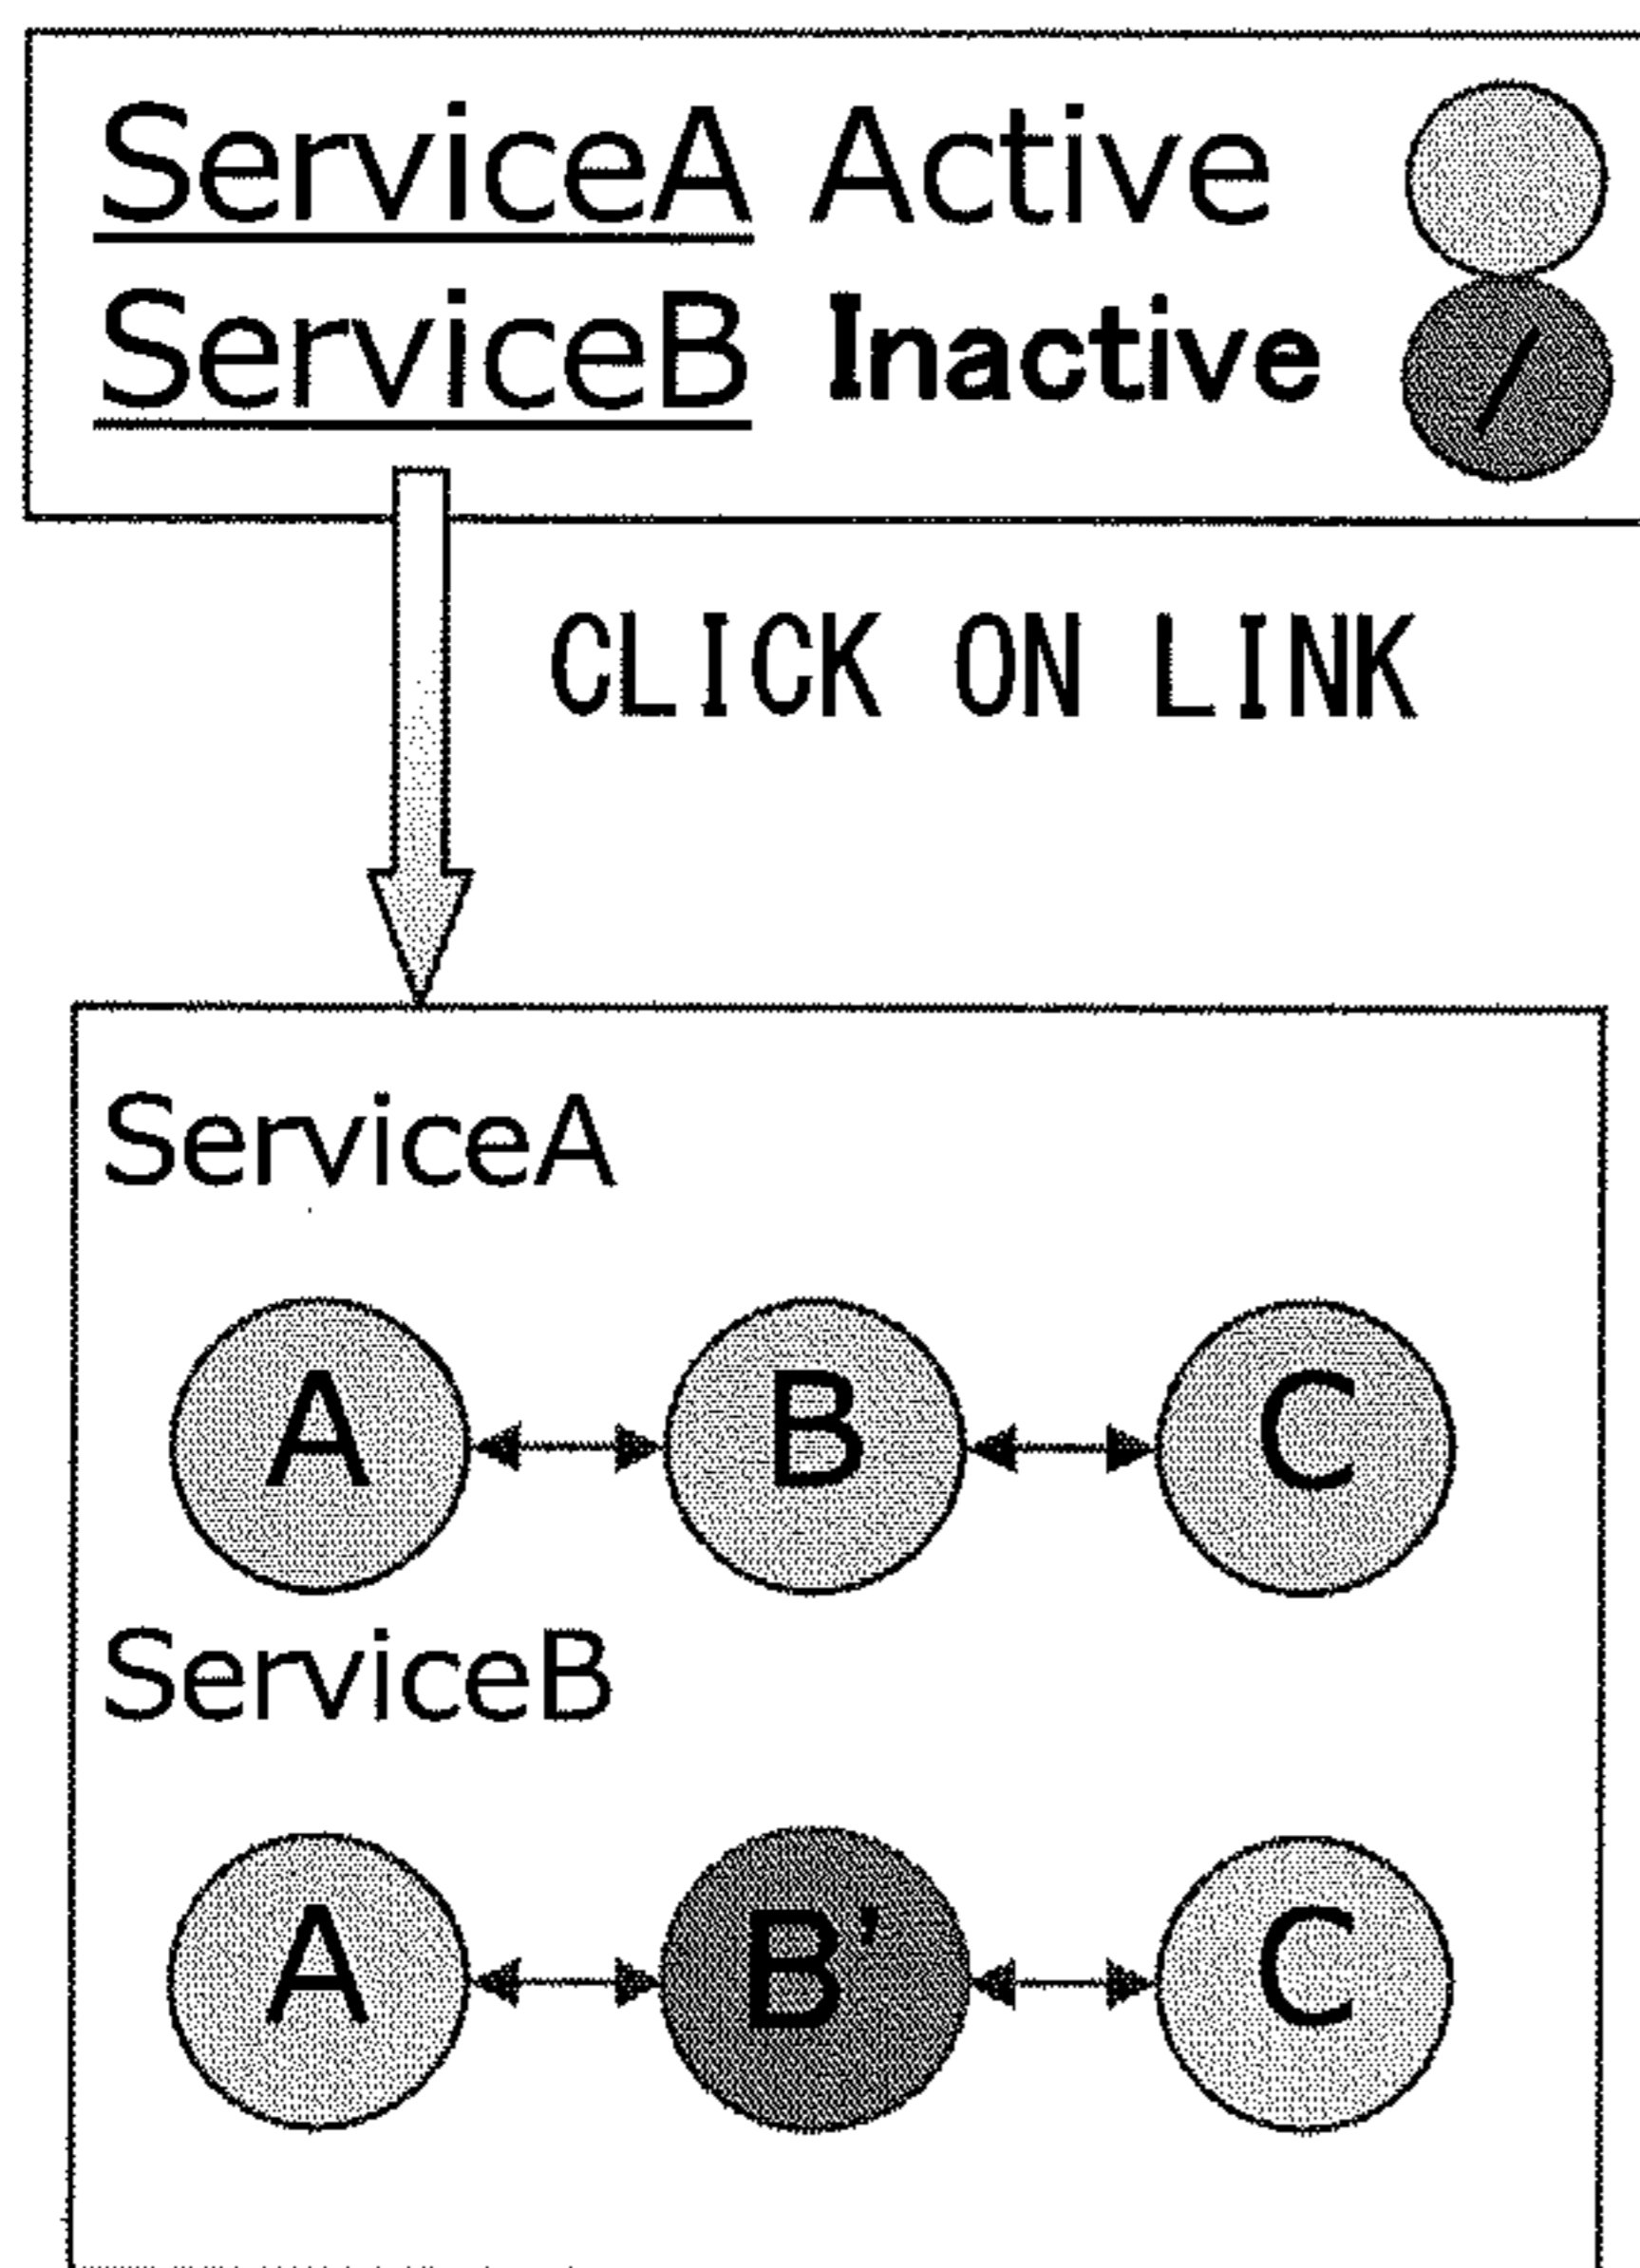 ServiceA Active
ServiceB Inactive
CLICK ON LINK
ServiceA
A B C
ServiceB
A B' C